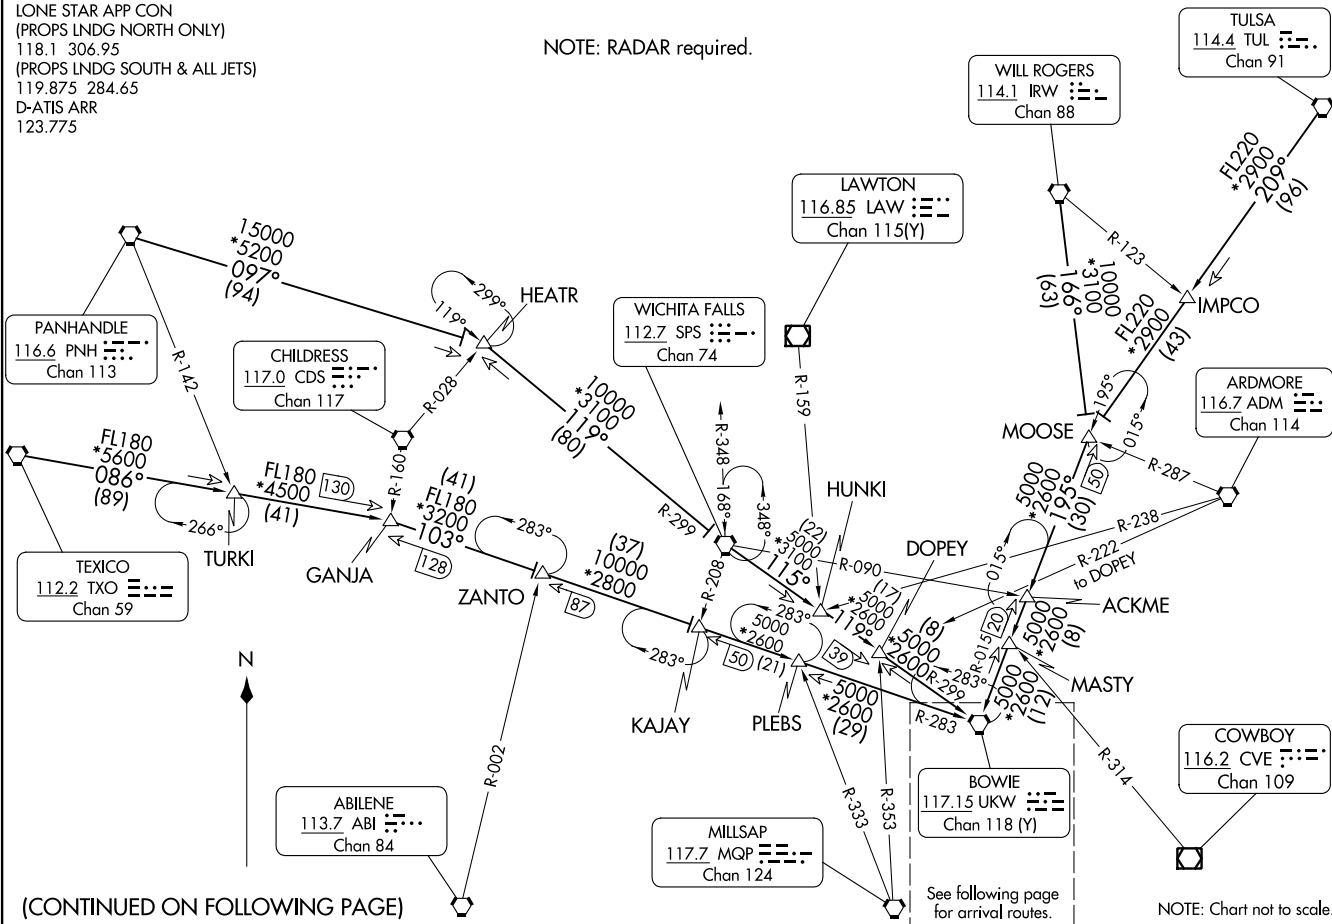 LONE STAR APP CON
(PROPS LNDG NORTH ONLY)
118.1 306.95
(PROPS LNDG SOUTH & ALL JETS)
119.875 284.65
D-ATIS ARR
123.775
NOTE: RADAR required.
TULSA
114.4 TUL
Chan 91
WILL ROGERS
114.1 IRW
Chan 88
LAWTON
116.85 LAW
Chan 115(Y)
FL220
*2900
209°
(96)
R-123
IMPCO
10000
*3100
166°
(63)
FL220
*2900
(43)
15000
*5200
097°
(94)
299°
119°
HEATR
PANHANDLE
116.6 PNH
Chan 113
R-142
CHILDRESS
117.0 CDS
Chan 117
R-028
WICHITA FALLS
112.7 SPS
Chan 74
R-159
ARDMORE
116.7 ADM
Chan 114
195°
015°
MOOSE
R-287
50
10000
*3100
119°
(80)
R-299
R-348
168°
348°
HUNKI
FL180
*5600
086°
(89)
266°
TURKI
FL180
*4500
(41)
130
R-160
GANJA
128
(41)
FL180
*3200
103°
283°
ZANTO
87
(37)
10000
*2800
R-208
283°
KAJAY
TEXICO
112.2 TXO
Chan 59
(22)
5000
*3100
115°
R-090
DOPEY
5000
*2600
195°
(30)
R-238
R-222
to DOPEY
015°
ACKME
(17)
5000
*2600
119°
283°
5000
*2600
50
(21)
39
PLEBS
5000
*2600
(29)
(8)
5000
*2600
R-299
283°
R-283
R-015
20
5000
*2600
(8)
MASTY
5000
*2600
(12)
R-314
COWBOY
116.2 CVE
Chan 109
N
R-002
ABILENE
113.7 ABI
Chan 84
MILLSAP
117.7 MQP
Chan 124
R-333
R-353
BOWIE
117.15 UKW
Chan 118 (Y)
See following page
for arrival routes.
(CONTINUED ON FOLLOWING PAGE)
NOTE: Chart not to scale.